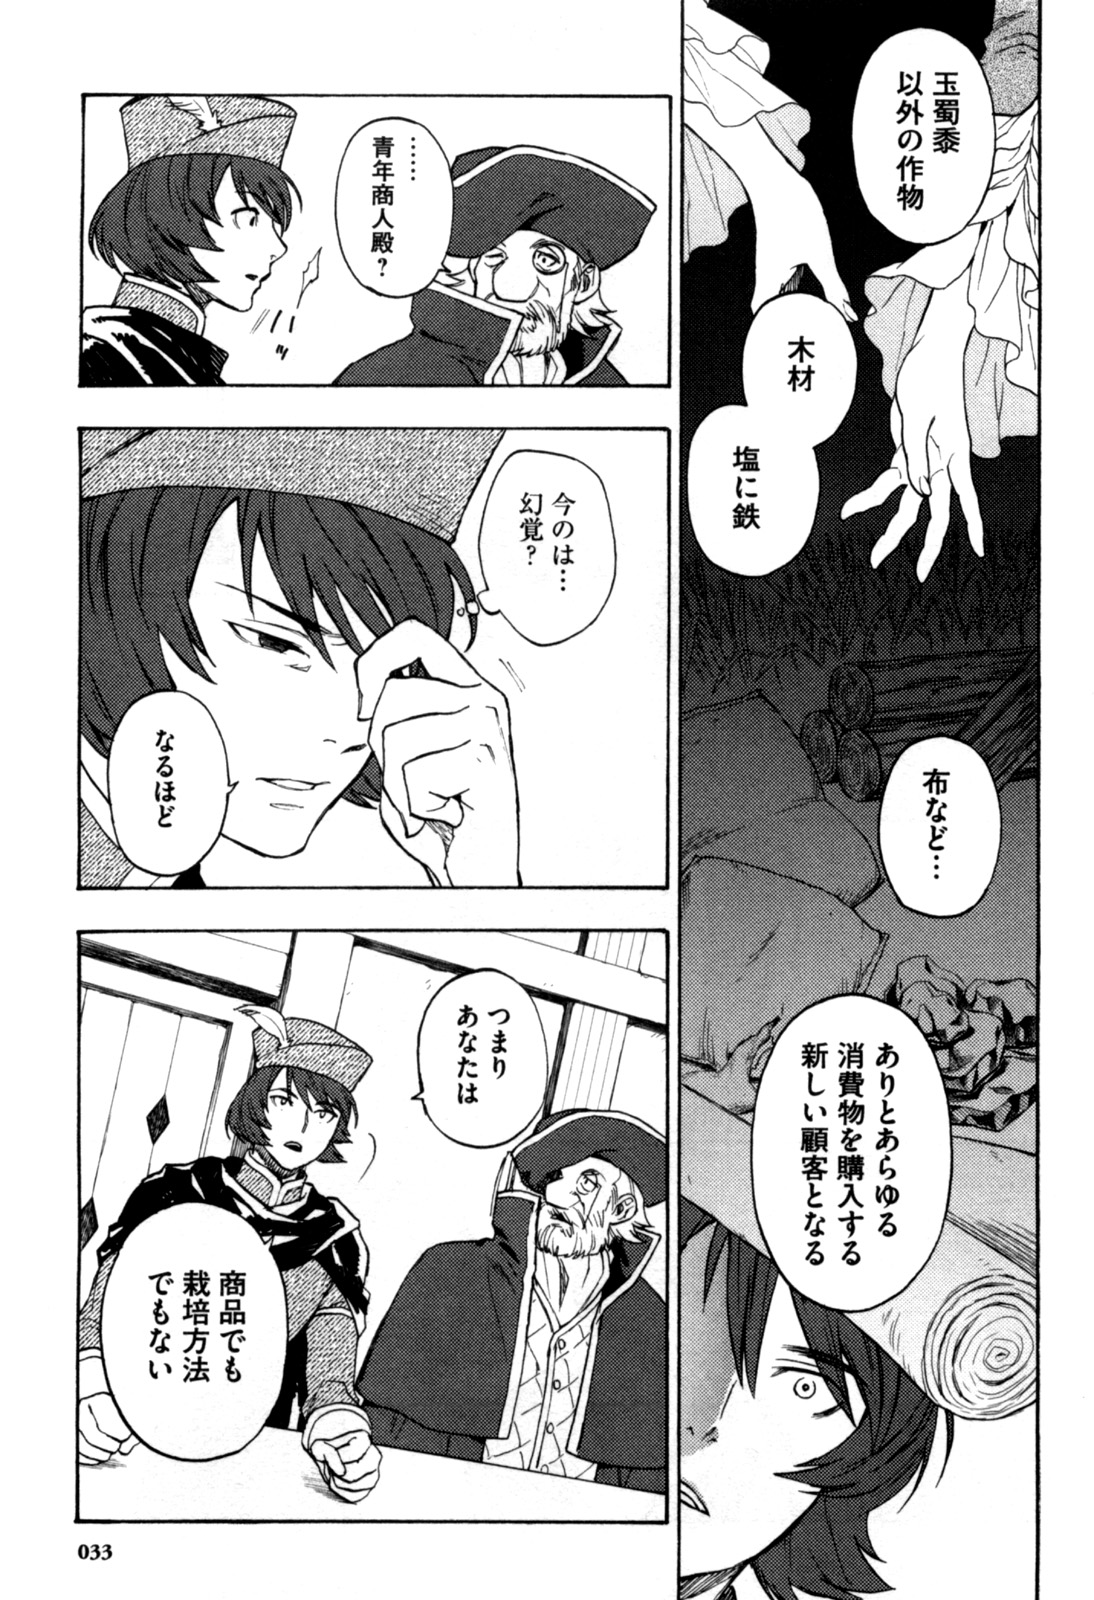 玉蜀黍
以外の作物
木材
塩に鉄
布など…
ありとあらゆる
消費物を購入する
新しい顧客となる
……
青年商人殿?
ハッ
今のは…
幻覚?
なるほど
つまり
あなたは
商品でも
栽培方法
でもない
033